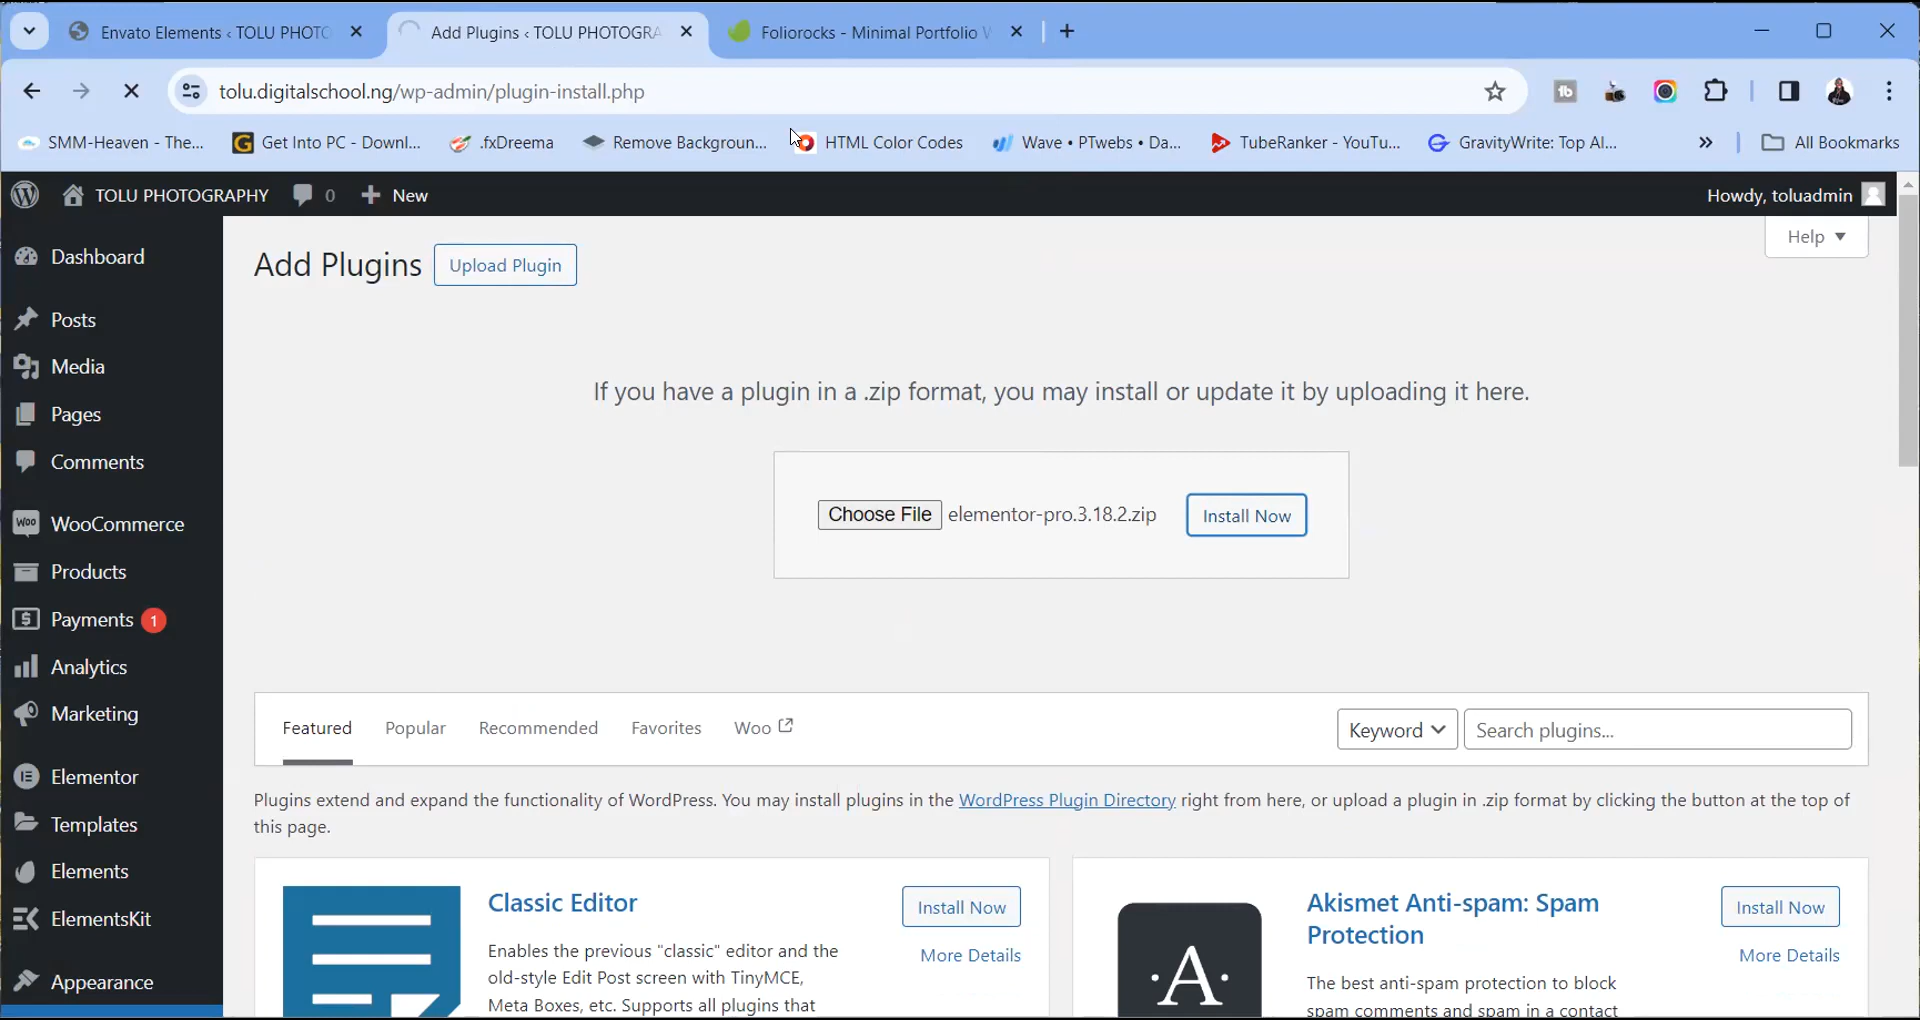 Envato Elements ‹ TOLU PHOTO
Add Plugins ‹ TOLU PHOTOGRA
Foliorocks - Minimal Portfolio
tolu.digitalschool.ng/wp-admin/plugin-install.php
SMM-Heaven - The...
Get Into PC - Downl...
.fxDreema
Remove Backgroun...
HTML Color Codes
Wave • PTwebs • Da...
TubeRanker - YouTu...
GravityWrite: Top Al...
»
All Bookmarks
TOLU PHOTOGRAPHY
0
New
Howdy, toluadmin
Help
Dashboard
Posts
Media
Pages
Comments
WooCommerce
Products
Payments 1
Analytics
Marketing
Elementor
Templates
Elements
ElementsKit
Appearance
Add Plugins
Upload Plugin
If you have a plugin in a .zip format, you may install or update it by uploading it here.
Choose File elementor-pro.3.18.2.zip Install Now
Featured Popular Recommended Favorites Woo
Keyword
Search plugins...
Plugins extend and expand the functionality of WordPress. You may install plugins in the WordPress Plugin Directory right from here, or upload a plugin in .zip format by clicking the button at the top of
this page.
Classic Editor
Install Now
More Details
Enables the previous "classic" editor and the
old-style Edit Post screen with TinyMCE,
Meta Boxes, etc. Supports all plugins that
A
Akismet Anti-spam: Spam
Protection
Install Now
More Details
The best anti-spam protection to block
spam comments and spam in a contact